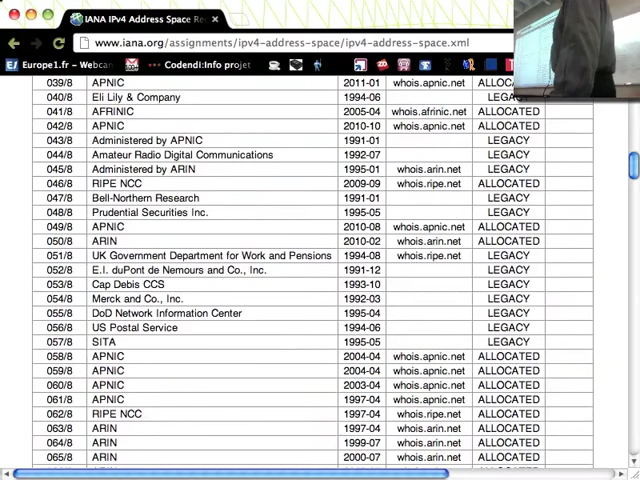 IANA IPv4 Address Space Re
www.iana.org/assignments/ipv4-address-space/ipv4-address-space.xml
Europe1.fr - Webcam
100+
Codendi:Info projet
039/8 APNIC 2011-01 whois.apnic.net ALLOCATED
040/8 Eli Lily & Company 1994-06 LEGACY
041/8 AFRINIC 2005-04 whois.afrinic.net ALLOCATED
042/8 APNIC 2010-10 whois.apnic.net ALLOCATED
043/8 Administered by APNIC 1991-01 LEGACY
044/8 Amateur Radio Digital Communications 1992-07 LEGACY
045/8 Administered by ARIN 1995-01 whois.arin.net LEGACY
046/8 RIPE NCC 2009-09 whois.ripe.net ALLOCATED
047/8 Bell-Northern Research 1991-01 LEGACY
048/8 Prudential Securities Inc. 1995-05 LEGACY
049/8 APNIC 2010-08 whois.apnic.net ALLOCATED
050/8 ARIN 2010-02 whois.arin.net ALLOCATED
051/8 UK Government Department for Work and Pensions 1994-08 whois.ripe.net LEGACY
052/8 E.I. duPont de Nemours and Co., Inc. 1991-12 LEGACY
053/8 Cap Debis CCS 1993-10 LEGACY
054/8 Merck and Co., Inc. 1992-03 LEGACY
055/8 DoD Network Information Center 1995-04 LEGACY
056/8 US Postal Service 1994-06 LEGACY
057/8 SITA 1995-05 LEGACY
058/8 APNIC 2004-04 whois.apnic.net ALLOCATED
059/8 APNIC 2004-04 whois.apnic.net ALLOCATED
060/8 APNIC 2003-04 whois.apnic.net ALLOCATED
061/8 APNIC 1997-04 whois.apnic.net ALLOCATED
062/8 RIPE NCC 1997-04 whois.ripe.net ALLOCATED
063/8 ARIN 1997-04 whois.arin.net ALLOCATED
064/8 ARIN 1999-07 whois.arin.net ALLOCATED
065/8 ARIN 2000-07 whois.arin.net ALLOCATED